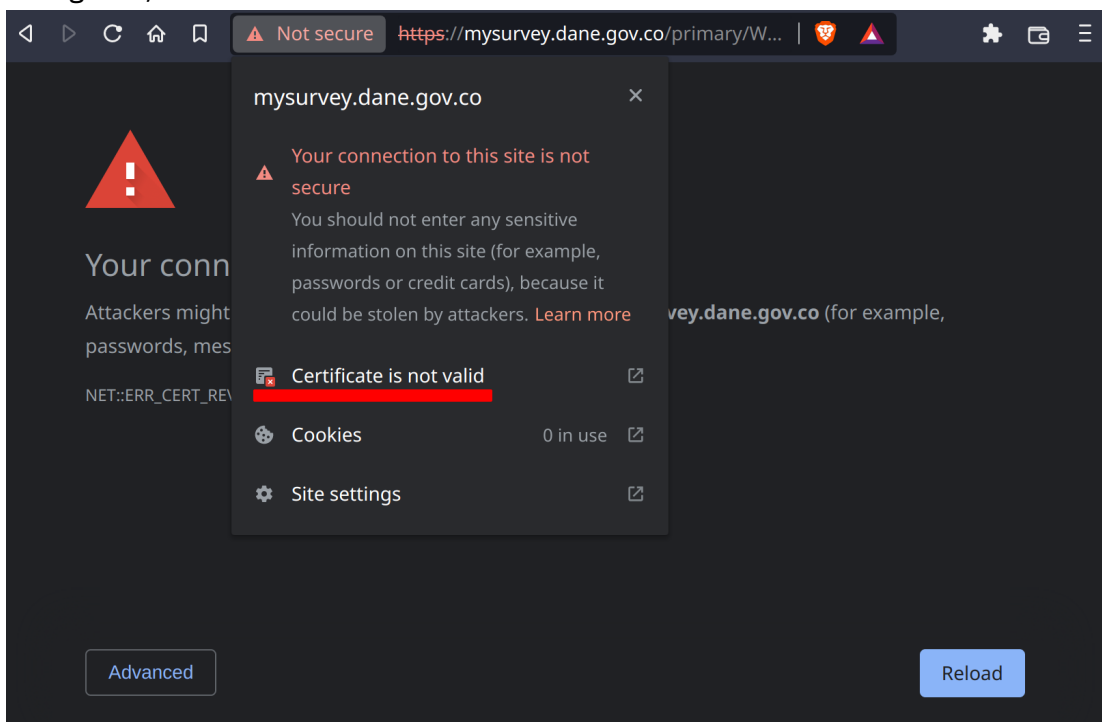 Not secure https://mysurvey.dane.gov.co/primary/W...
mysurvey.dane.gov.co
Your connection to this site is not
secure
You should not enter any sensitive
information on this site (for example,
passwords or credit cards), because it
could be stolen by attackers. Learn more
Certificate is not valid
Cookies 0 in use
Site settings
Your conn
Attackers might vey.dane.gov.co (for example,
passwords, mes
NET::ERR_CERT_REV
Advanced Reload